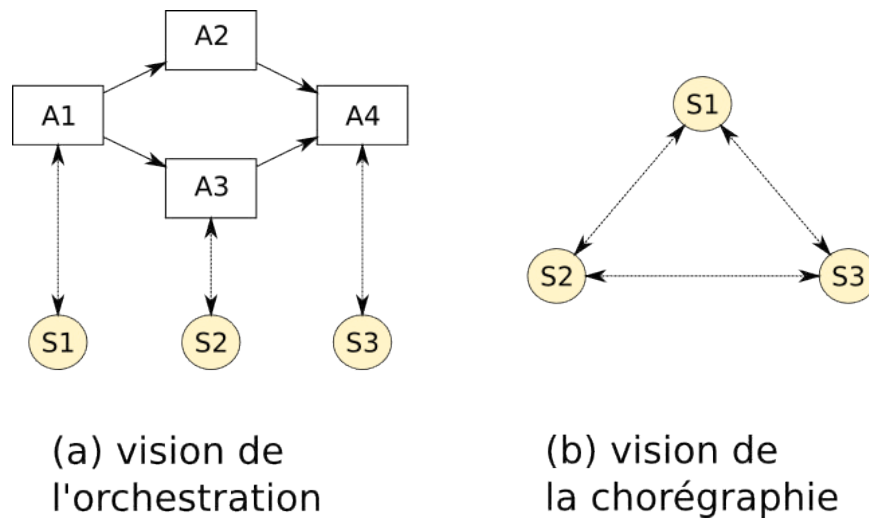 A2
A1
A4
A3
S1
S2
S3
S1
S2
S3
(a) vision de
l'orchestration
(b) vision de
la chorégraphie